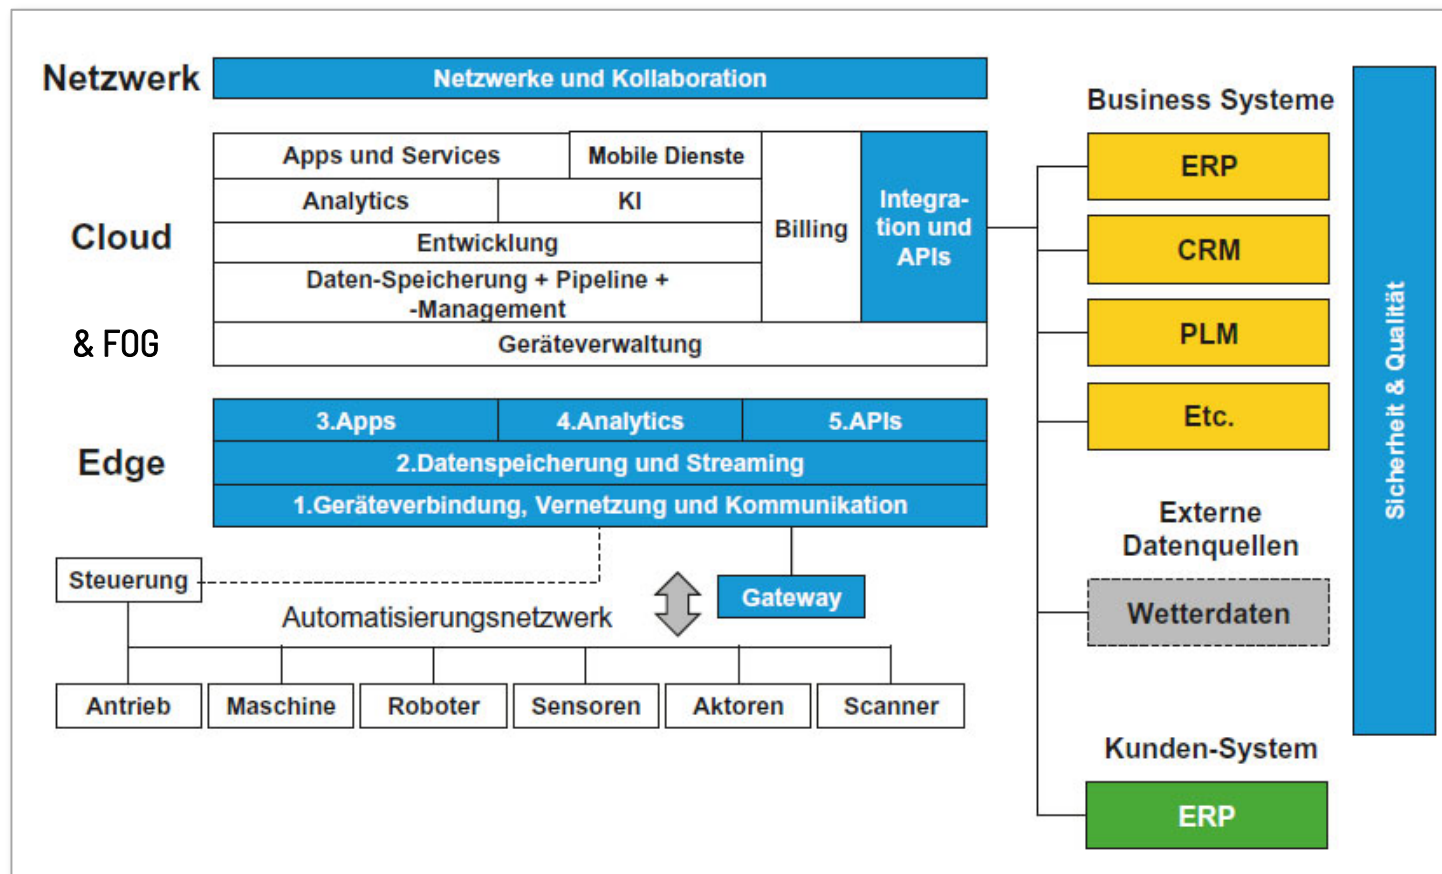 Netzwerk
Netzwerke und Kollaboration
Cloud
& FOG
Apps und Services
Mobile Dienste
Analytics
KI
Entwicklung
Daten-Speicherung + Pipeline +
-Management
Billing
Integra-
tion und
APIs
Geräteverwaltung
Edge
3.Apps
4.Analytics
5.APIs
2.Datenspeicherung und Streaming
1.Geräteverbindung, Vernetzung und Kommunikation
Steuerung
Automatisierungsnetzwerk
Gateway
Antrieb
Maschine
Roboter
Sensoren
Aktoren
Scanner
Business Systeme
ERP
CRM
PLM
Etc.
Externe
Datenquellen
Wetterdaten
Kunden-System
ERP
Sicherheit & Qualität